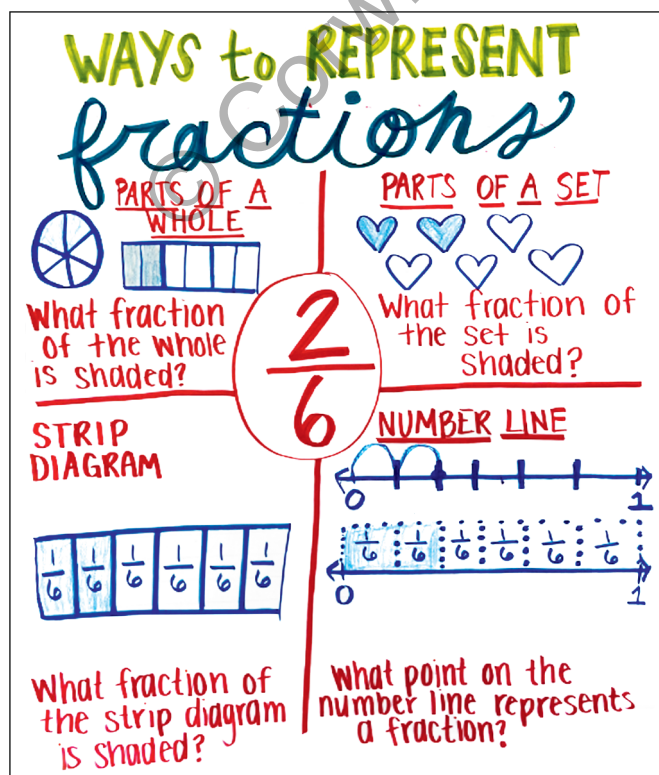 WAYS to REPRESENT
fractions
PARTS OF A
WHOLE
What fraction
of the whole
is shaded?
PARTS OF A SET
What fraction of
the set is
shaded?
2
6
STRIP
DIAGRAM
1 1 1 1 1 1
6 6 6 6 6 6
What fraction of
the strip diagram
is shaded?
NUMBER LINE
0 1
1 1 1 1 1 1
6 6 6 6 6 6
0 1
What point on the
number line represents
a fraction?